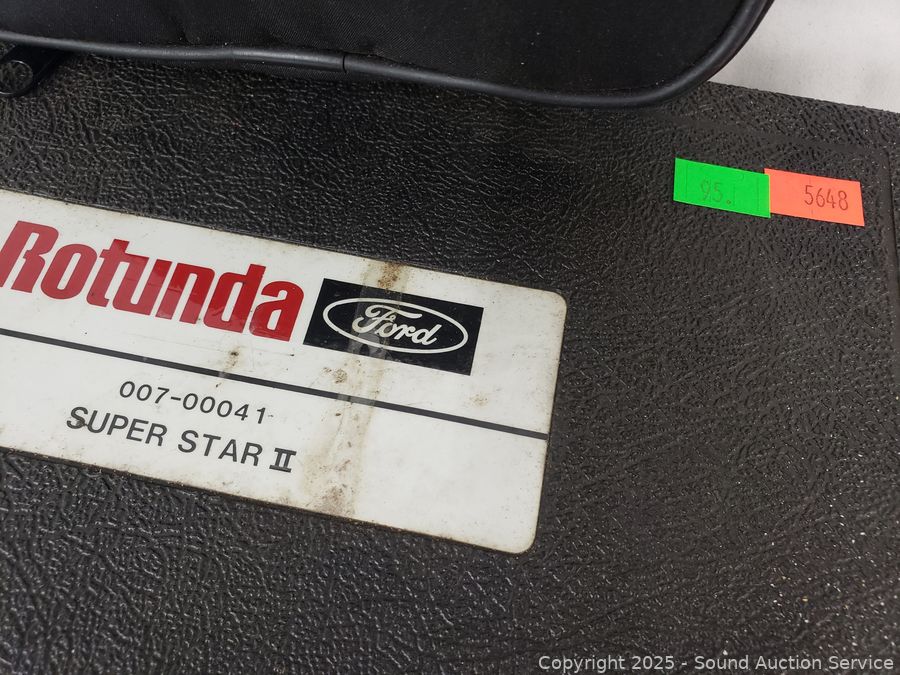 95.
5648
Rotunda
Ford
007-00041
SUPER STAR II
Copyright © 2025 - Sound Auction Service